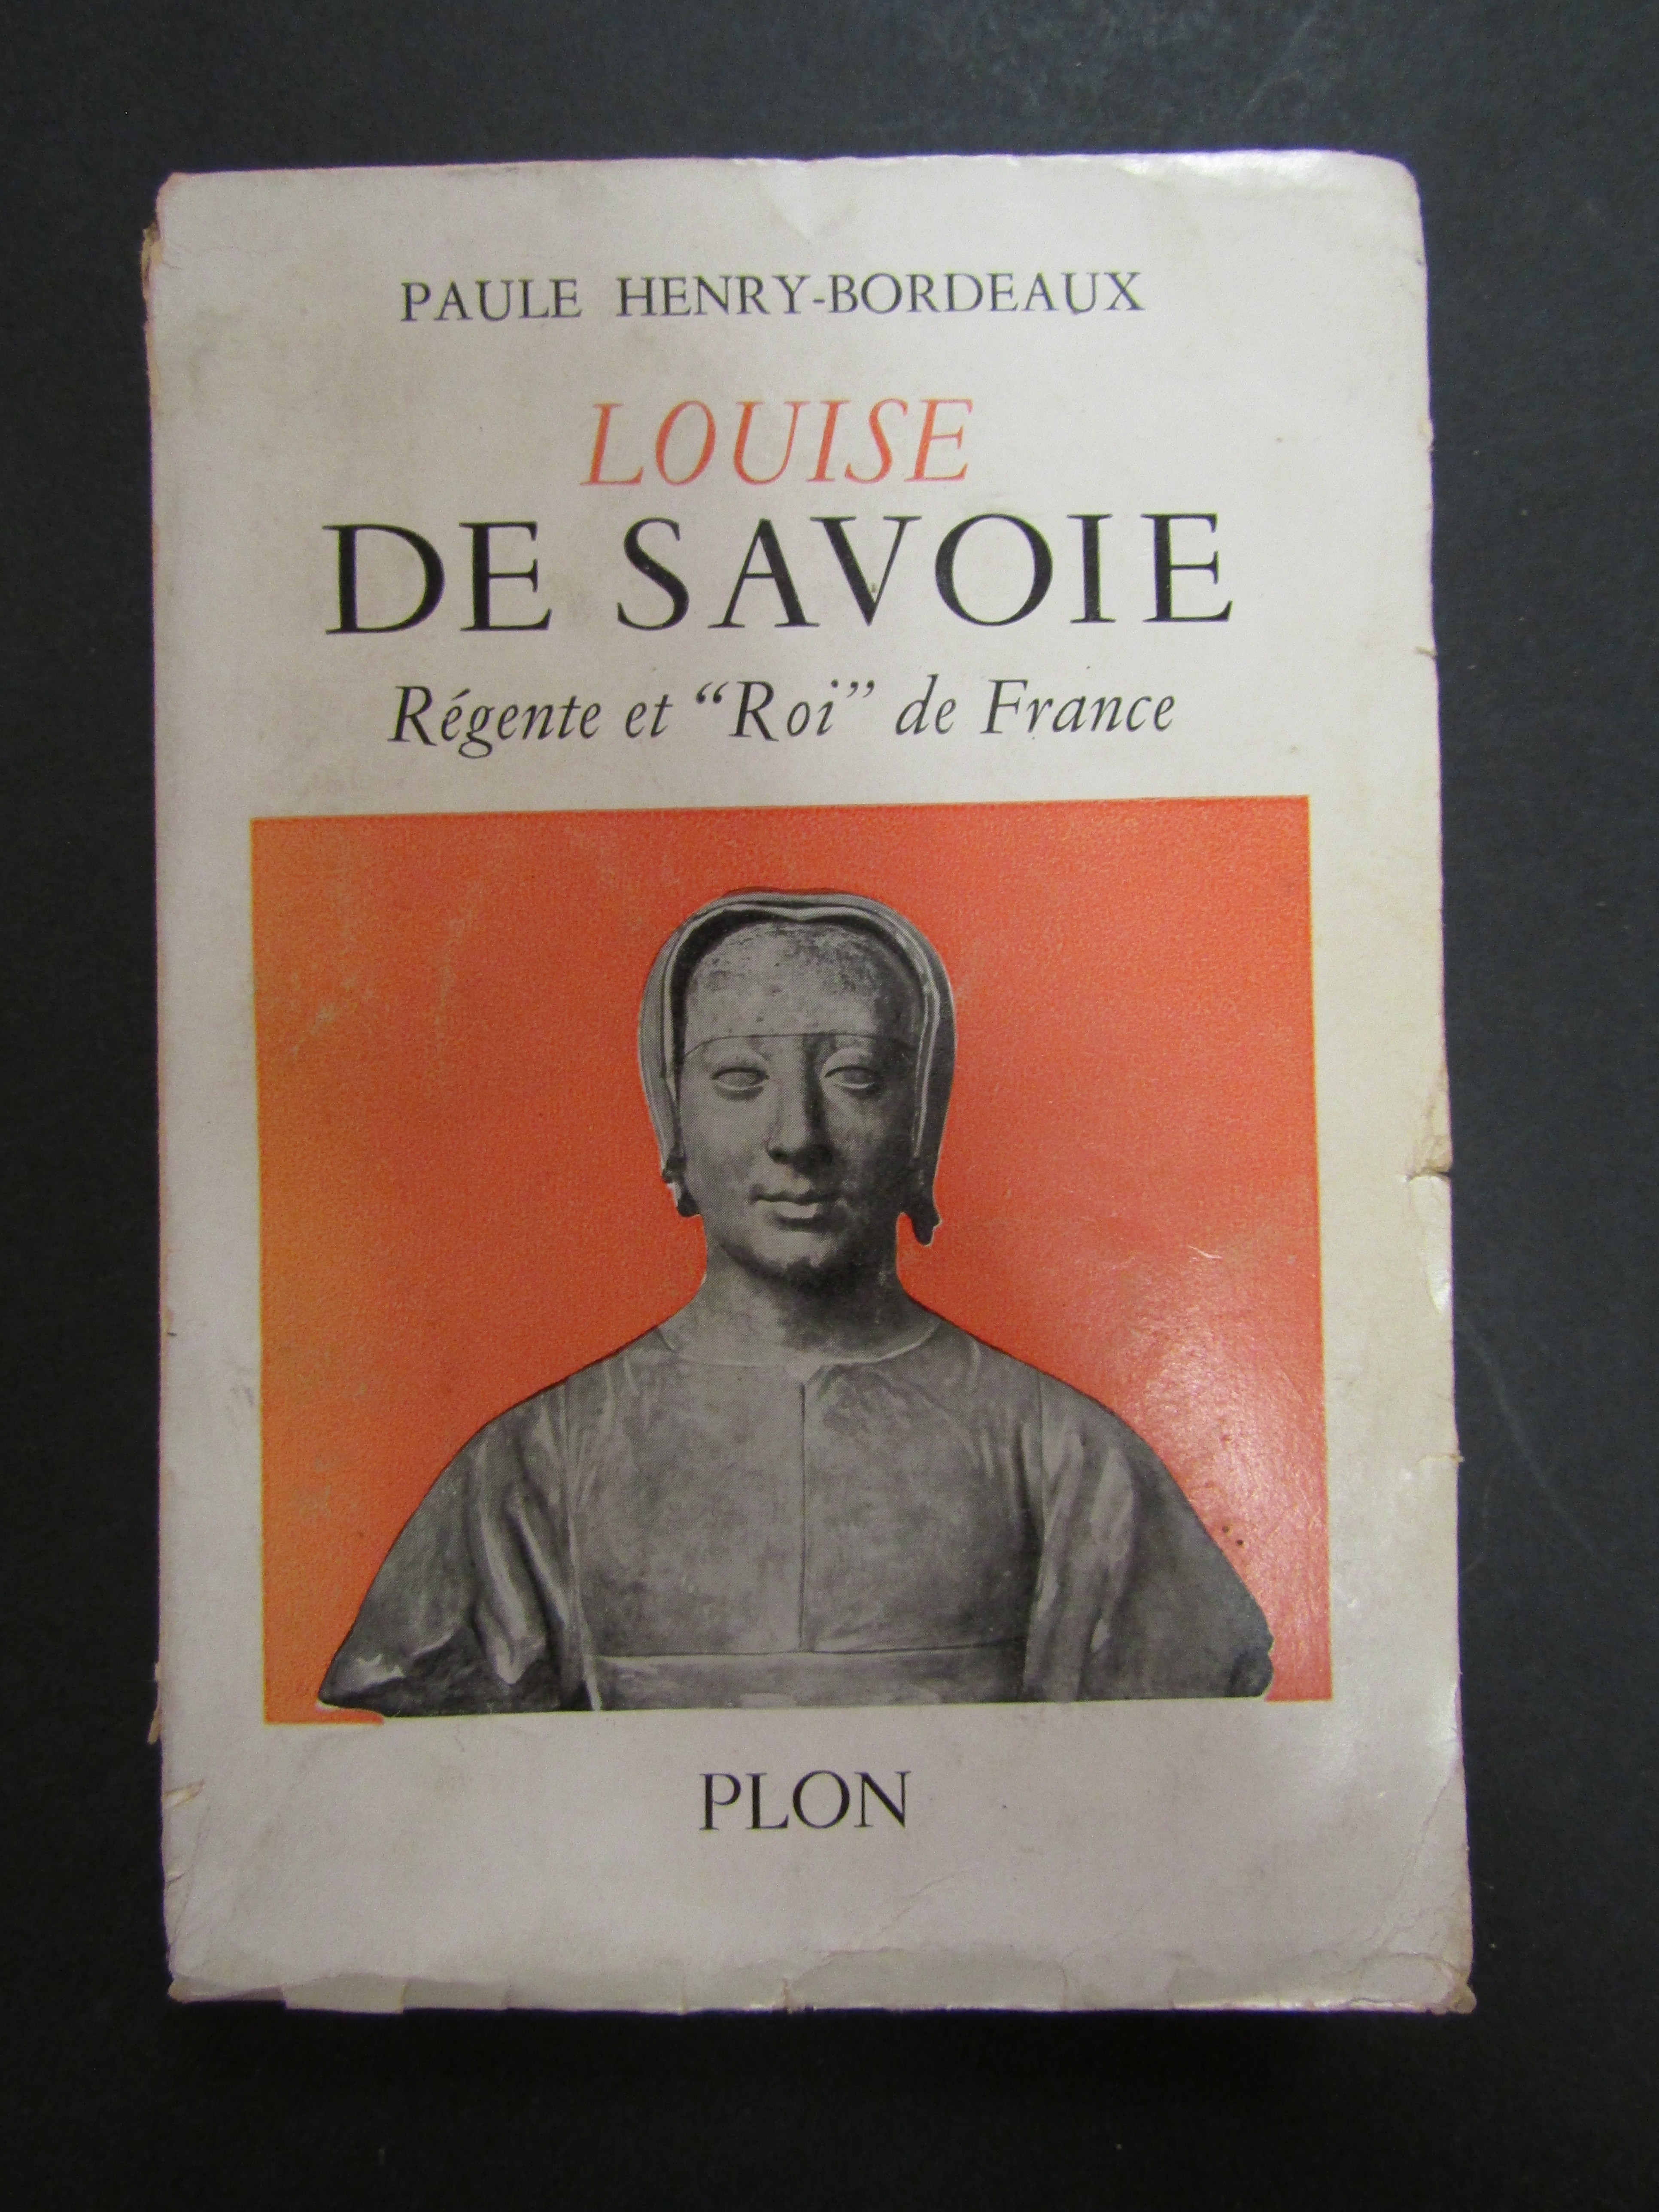 PAULE HENRY-BORDEAUX
LOUISE
DE SAVOIE
Régente et “Roi” de France
PLON